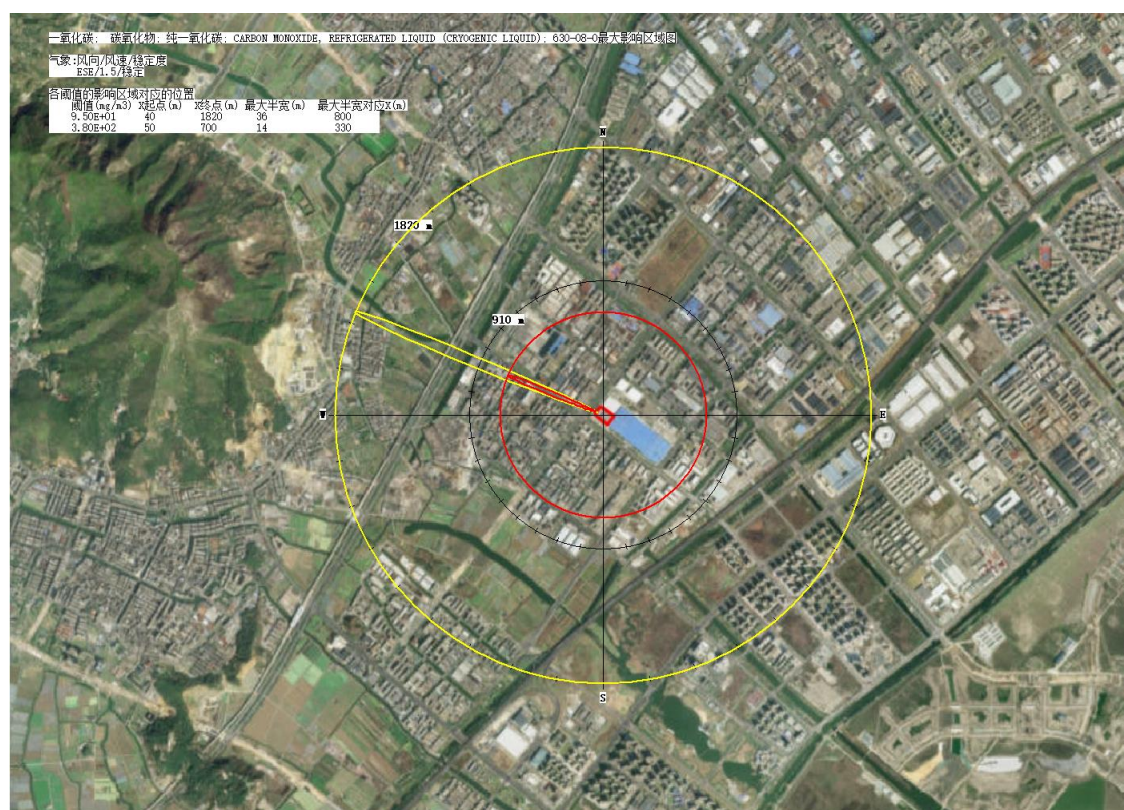 一氧化碳; 碳氧化物; 纯一氧化碳; CARBON MONOXIDE, REFRIGERATED LIQUID (CRYOGENIC LIQUID); 630-08-0最大影响区域图
气象:风向/风速/稳定度
ESE/1.5/稳定
各阈值的影响区域对应的位置
阈值(mg/m3) X起点(m) X终点(m) 最大半宽(m) 最大半宽对应X(m)
9.50E+01 40 1820 36 800
3.80E+02 50 700 14 330
N
1820 m
910 m
W
E
S